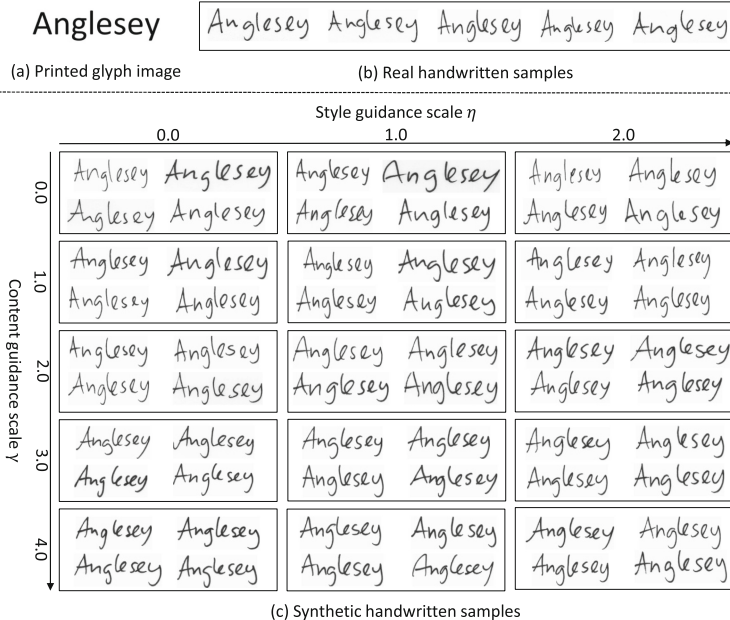 Anglesey
Anglesey Anglesey Anglesey Anglesey Anglesey
(a) Printed glyph image
(b) Real handwritten samples
Style guidance scale η
0.0 1.0 2.0
Content guidance scale γ
0.0
Anglesey Anglesey Anglesey Anglesey Anglesey Anglesey
Anglesey Anglesey Anglesey Anglesey Anglesey Anglesey
1.0
Anglesey Anglesey Anglesey Anglesey Anglesey Anglesey
Anglesey Anglesey Anglesey Anglesey Anglesey Anglesey
2.0
Anglesey Anglesey Anglesey Anglesey Anglesey Anglesey
Anglesey Anglesey Anglesey Anglesey Anglesey Anglesey
3.0
Anglesey Anglesey Anglesey Anglesey Anglesey Anglesey
Anglesey Anglesey Anglesey Anglesey Anglesey Anglesey
4.0
Anglesey Anglesey Anglesey Anglesey Anglesey Anglesey
Anglesey Anglesey Anglesey Anglesey Anglesey Anglesey
(c) Synthetic handwritten samples